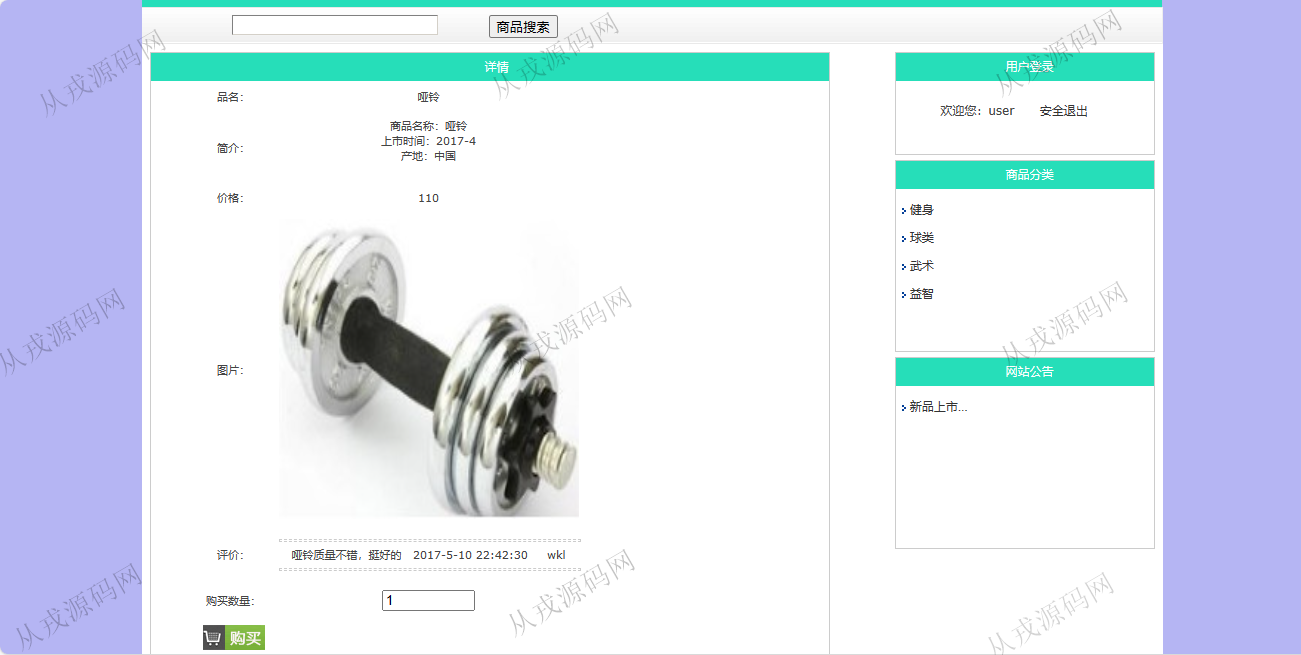 商品搜索
详情
品名：
哑铃
简介：
商品名称：哑铃
上市时间：2017-4
产地：中国
价格：
110
图片：
评价：
哑铃质量不错，挺好的 2017-5-10 22:42:30 wkl
购买数量：
1
购买
用户登录
欢迎您：user 安全退出
商品分类
健身
球类
武术
益智
网站公告
新品上市...
从戎源码网
从戎源码网
从戎源码网
从戎源码网
从戎源码网
从戎源码网
从戎源码网
从戎源码网
从戎源码网